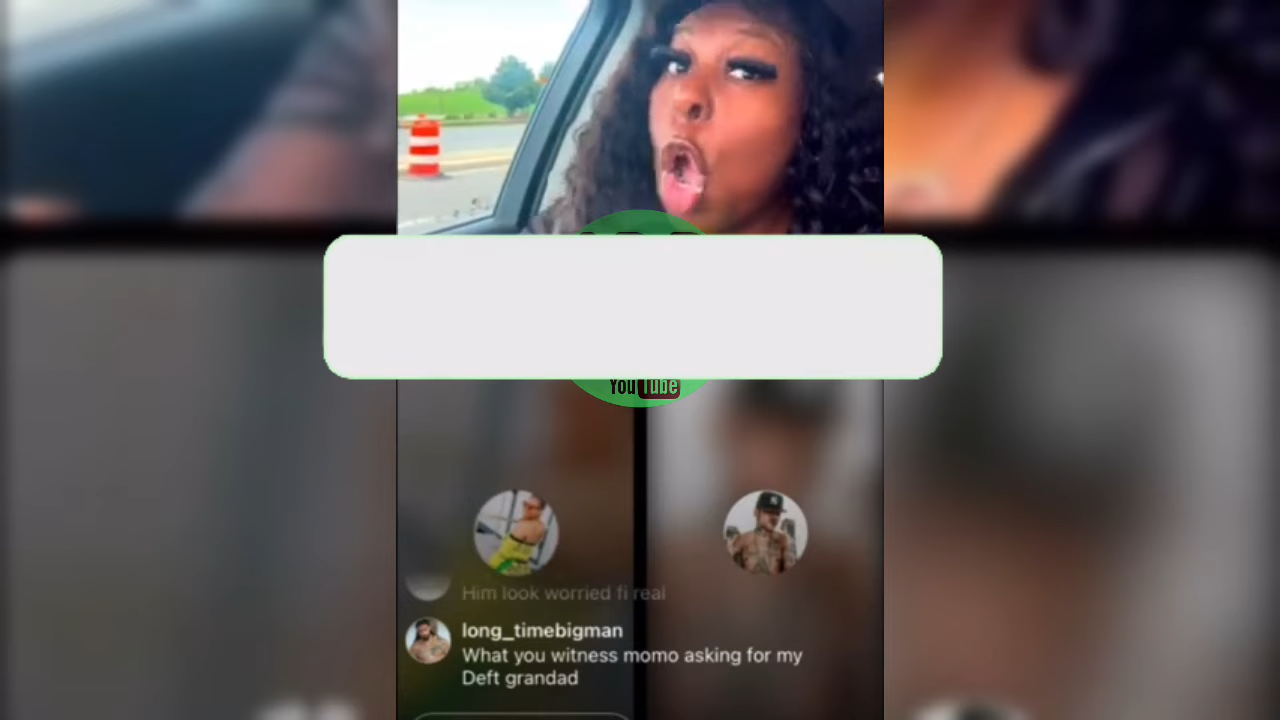 YouTube
Him look worried fi real
long_timebigman
What you witness momo asking for my
Deft grandad